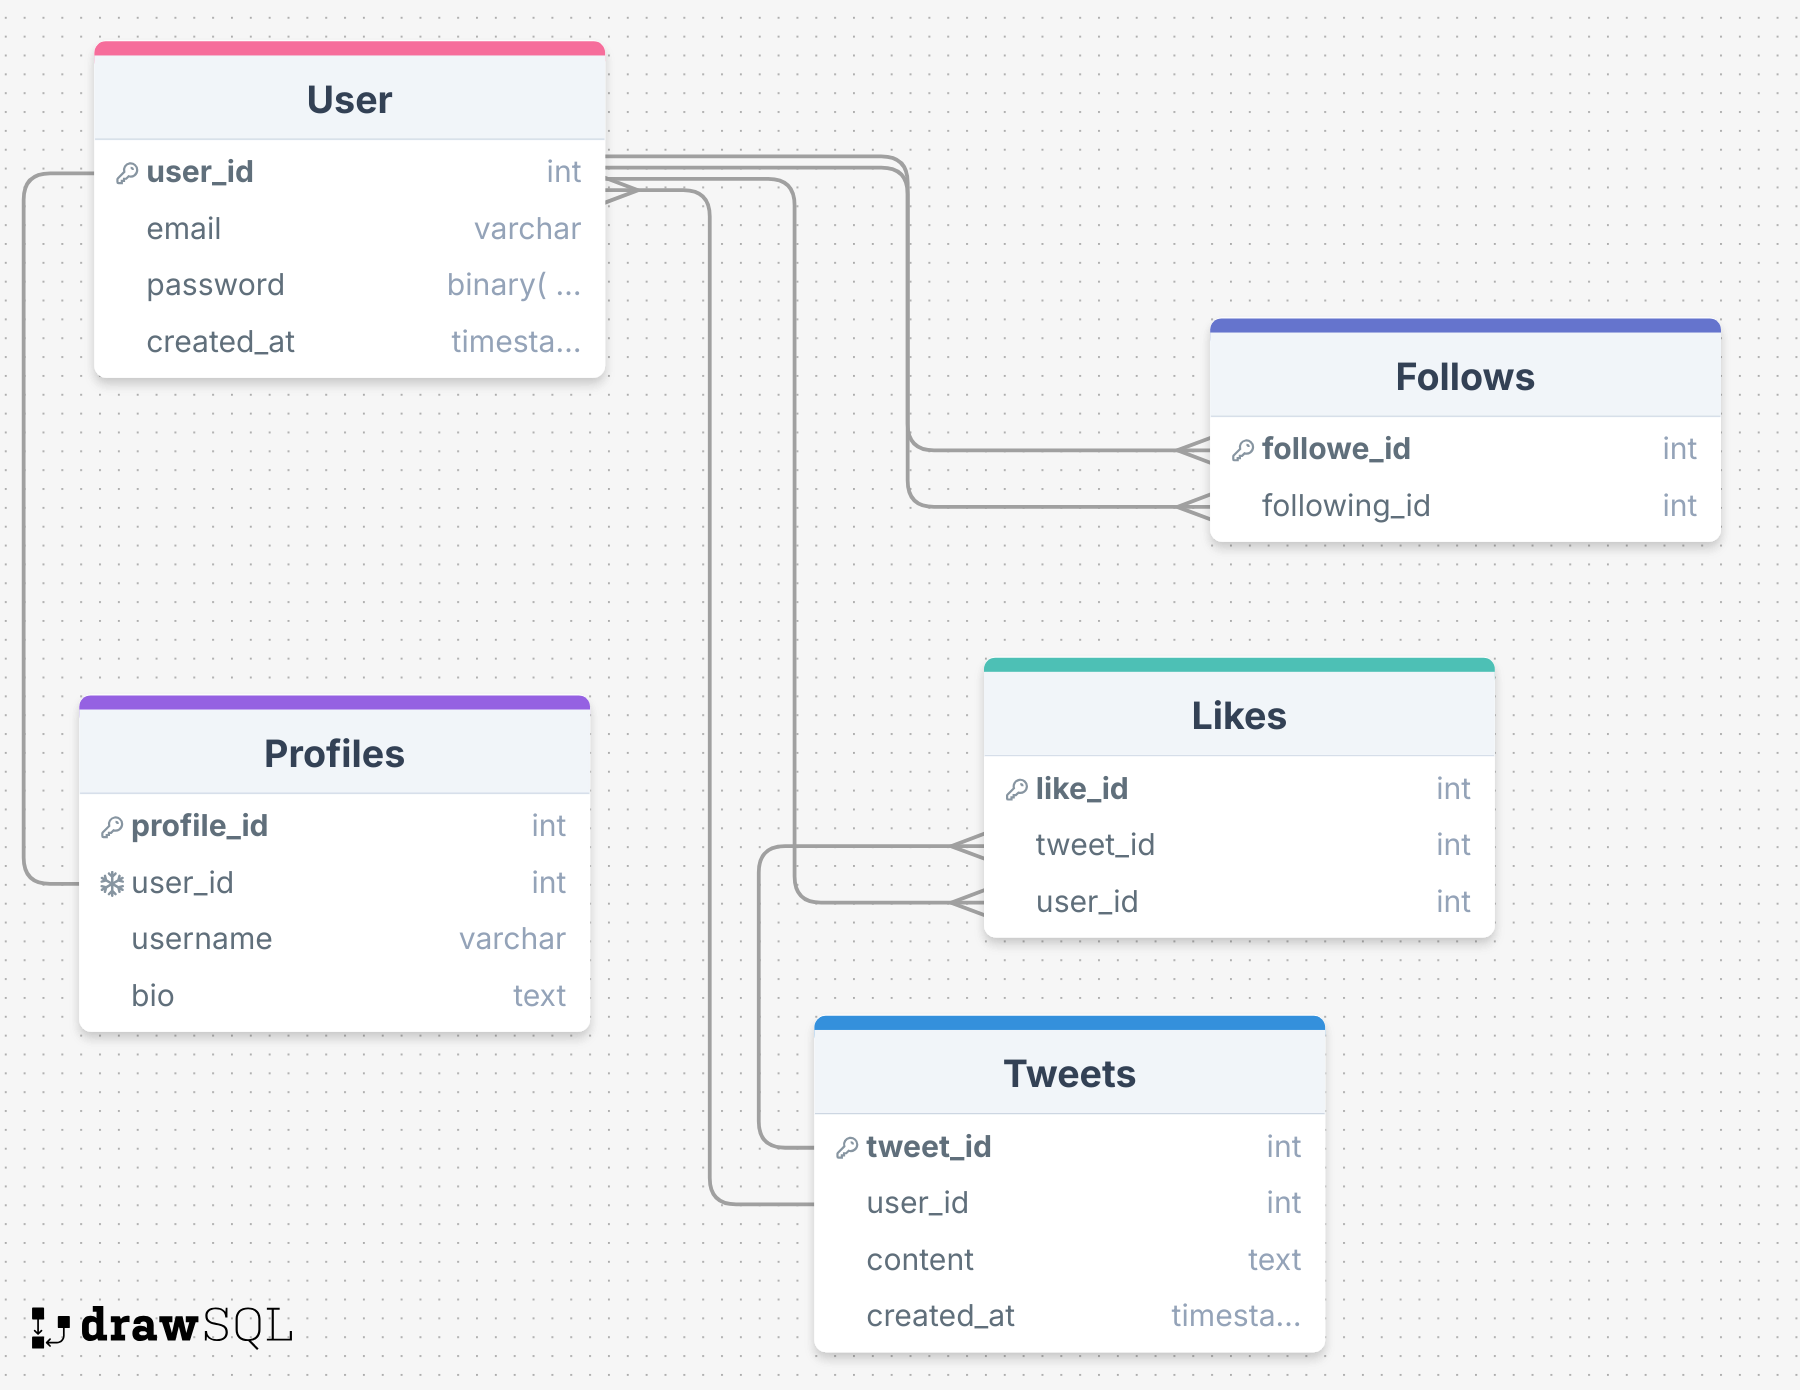 User
user_id int
email varchar
password binary( ...
created_at timesta...
Follows
followe_id int
following_id int
Profiles
profile_id int
user_id int
username varchar
bio text
Likes
like_id int
tweet_id int
user_id int
Tweets
tweet_id int
user_id int
content text
created_at timesta...
drawSQL